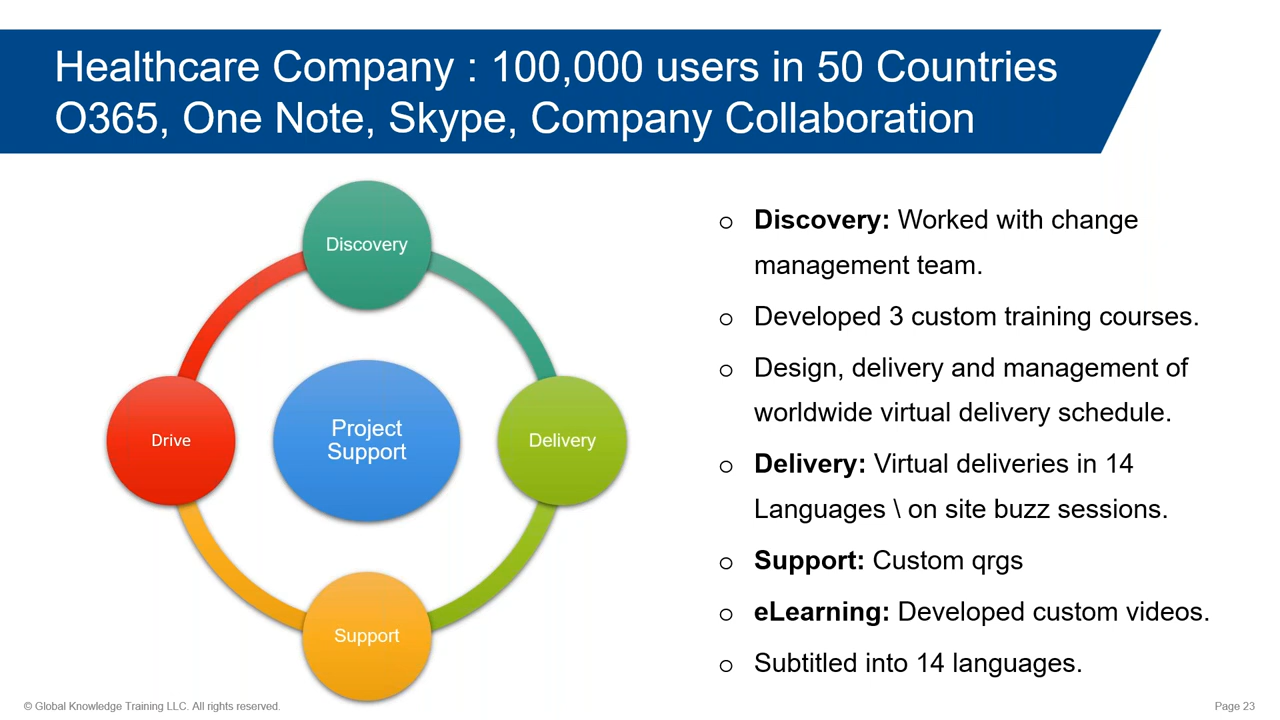 Healthcare Company : 100,000 users in 50 Countries
O365, One Note, Skype, Company Collaboration
Discovery
Drive
Project
Support
Delivery
Support
o Discovery: Worked with change
management team.
o Developed 3 custom training courses.
o Design, delivery and management of
worldwide virtual delivery schedule.
o Delivery: Virtual deliveries in 14
Languages \ on site buzz sessions.
o Support: Custom qrgs
o eLearning: Developed custom videos.
o Subtitled into 14 languages.
© Global Knowledge Training LLC. All rights reserved.
Page 23